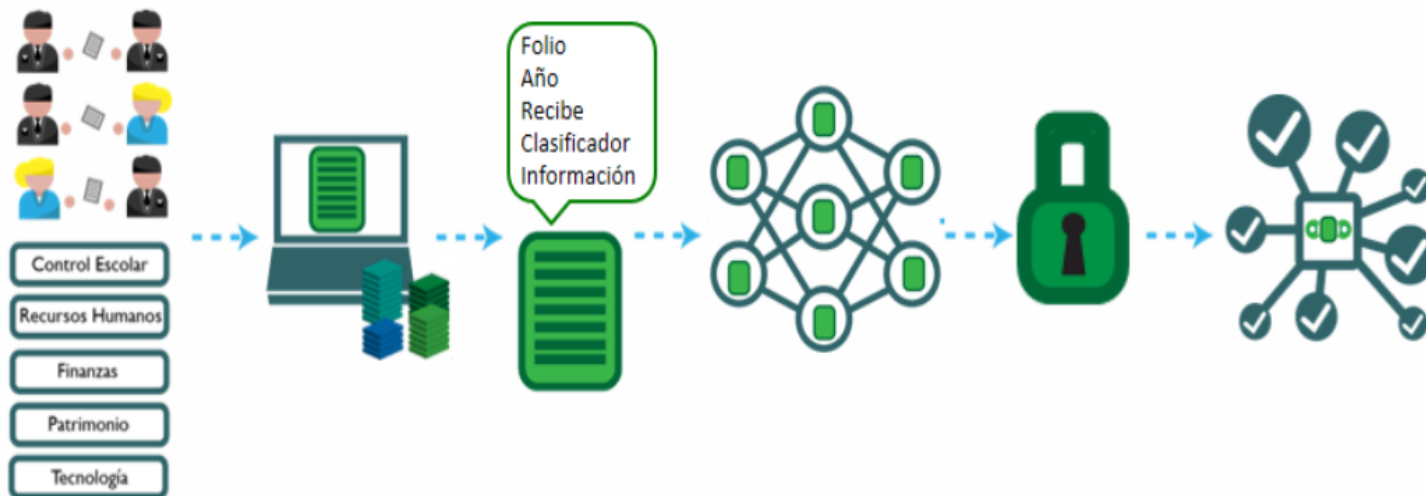 Folio
Año
Recibe
Clasificador
Información
Control Escolar
Recursos Humanos
Finanzas
Patrimonio
Tecnología